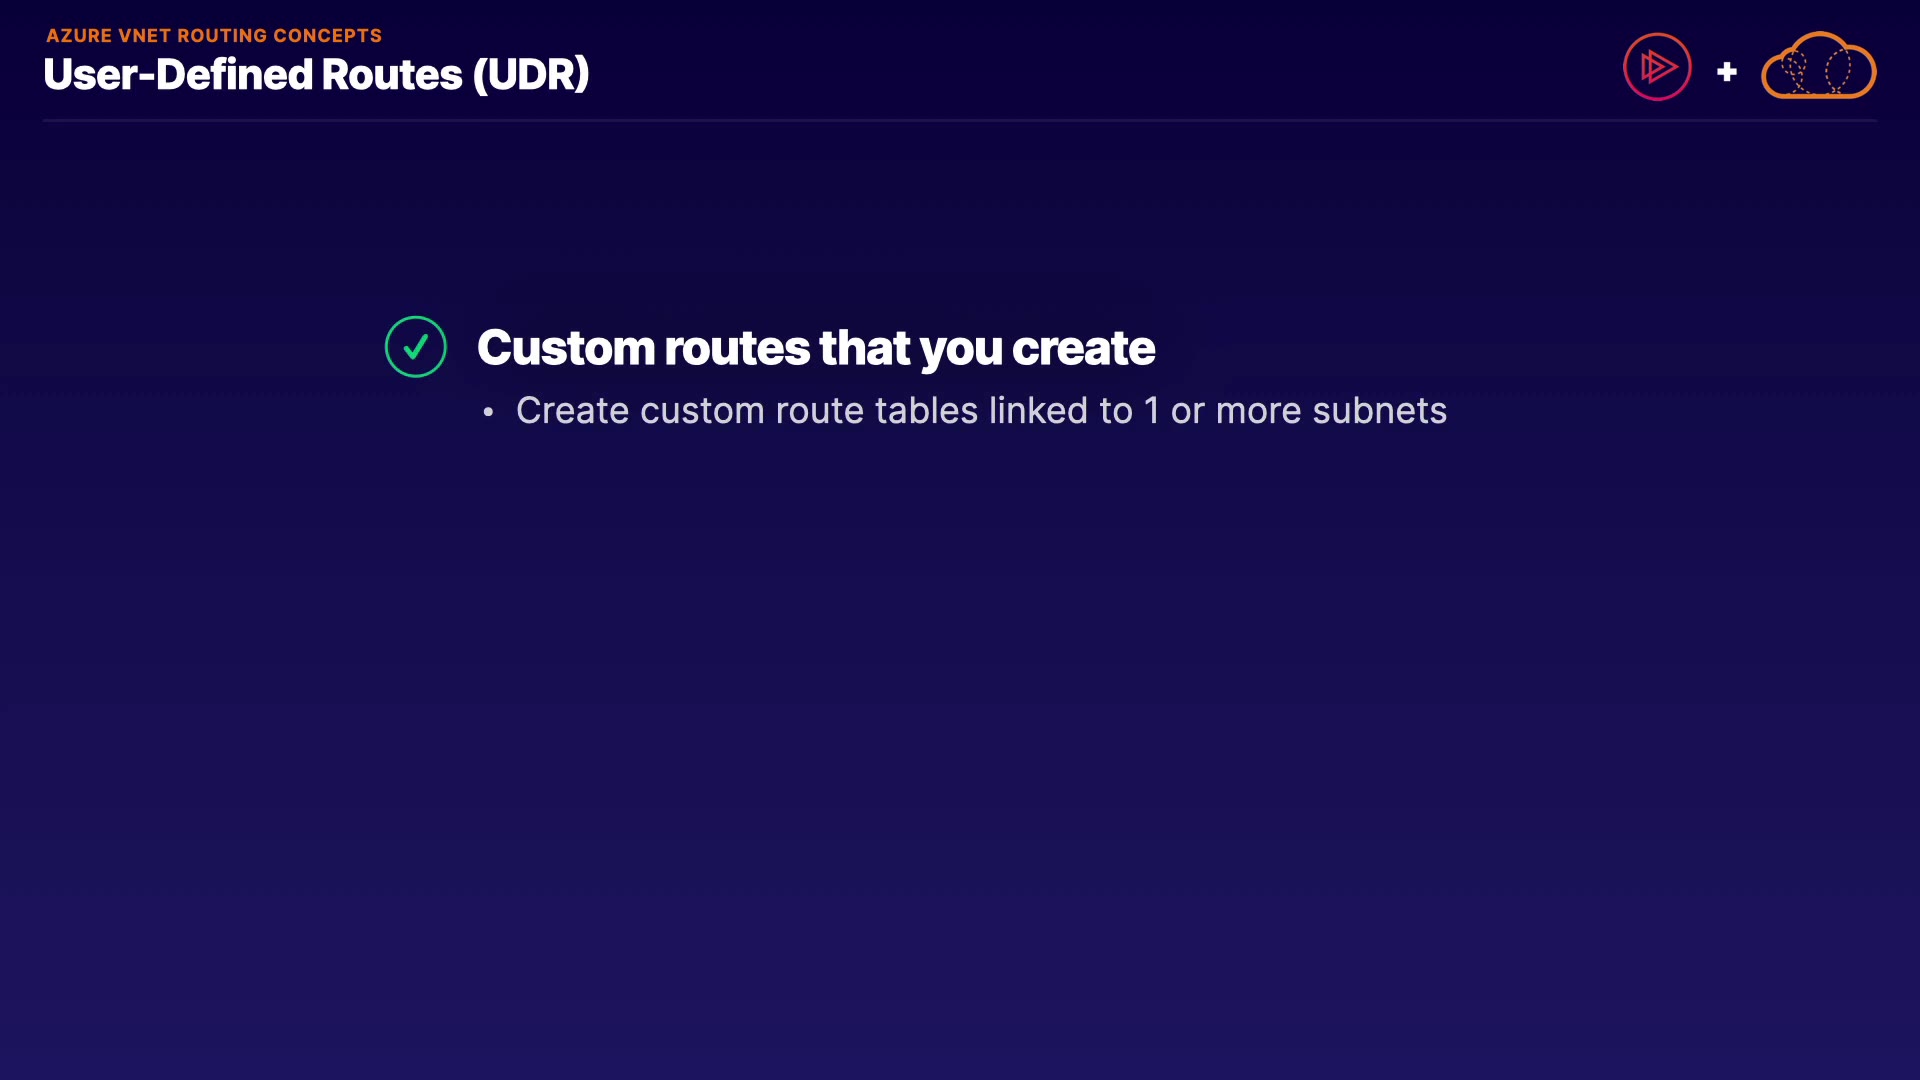 AZURE VNET ROUTING CONCEPTS
User-Defined Routes (UDR)
+
Custom routes that you create
• Create custom route tables linked to 1 or more subnets